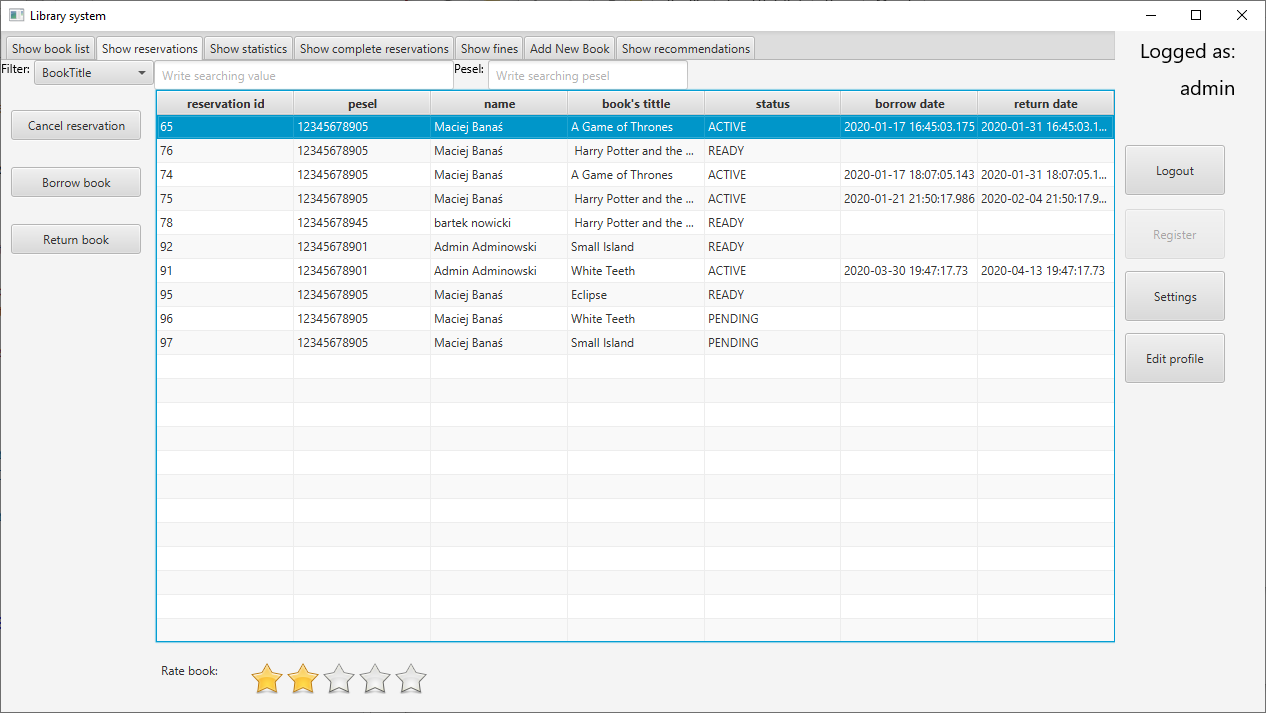 Library system
Show book list Show reservations Show statistics Show complete reservations Show fines Add New Book Show recommendations
Logged as:
admin
Filter: BookTitle Write searching value Pesel: Write searching pesel
reservation id pesel name book's tittle status borrow date return date
65 12345678905 Maciej Banaś A Game of Thrones ACTIVE 2020-01-17 16:45:03.175 2020-01-31 16:45:03.1...
76 12345678905 Maciej Banaś Harry Potter and the ... READY
74 12345678905 Maciej Banaś A Game of Thrones ACTIVE 2020-01-17 18:07:05.143 2020-01-31 18:07:05.1...
75 12345678905 Maciej Banaś Harry Potter and the ... ACTIVE 2020-01-21 21:50:17.986 2020-02-04 21:50:17.9...
78 12345678945 bartek nowicki Harry Potter and the ... READY
92 12345678901 Admin Adminowski Small Island READY
91 12345678901 Admin Adminowski White Teeth ACTIVE 2020-03-30 19:47:17.73 2020-04-13 19:47:17.73
95 12345678905 Maciej Banaś Eclipse READY
96 12345678905 Maciej Banaś White Teeth PENDING
97 12345678905 Maciej Banaś Small Island PENDING
Cancel reservation
Borrow book
Return book
Logout
Register
Settings
Edit profile
Rate book: